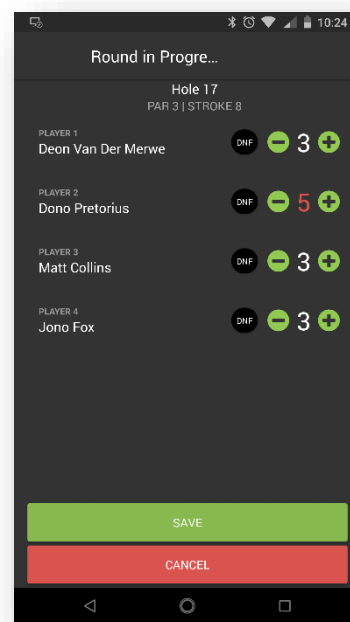 10:24
Round in Progre...
Hole 17
PAR 3 | STROKE 8
PLAYER 1
Deon Van Der Merwe
DNF 3
PLAYER 2
Dono Pretorius
DNF 5
PLAYER 3
Matt Collins
DNF 3
PLAYER 4
Jono Fox
DNF 3
SAVE
CANCEL